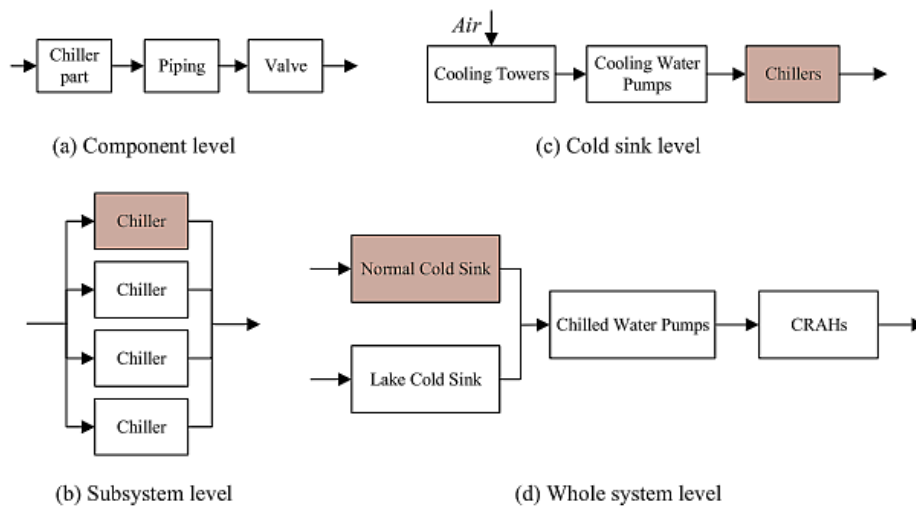 Chiller
part
Piping
Valve
(a) Component level
Air
Cooling Towers
Cooling Water
Pumps
Chillers
(c) Cold sink level
Chiller
Chiller
Chiller
Chiller
(b) Subsystem level
Normal Cold Sink
Lake Cold Sink
Chilled Water Pumps
CRAHs
(d) Whole system level